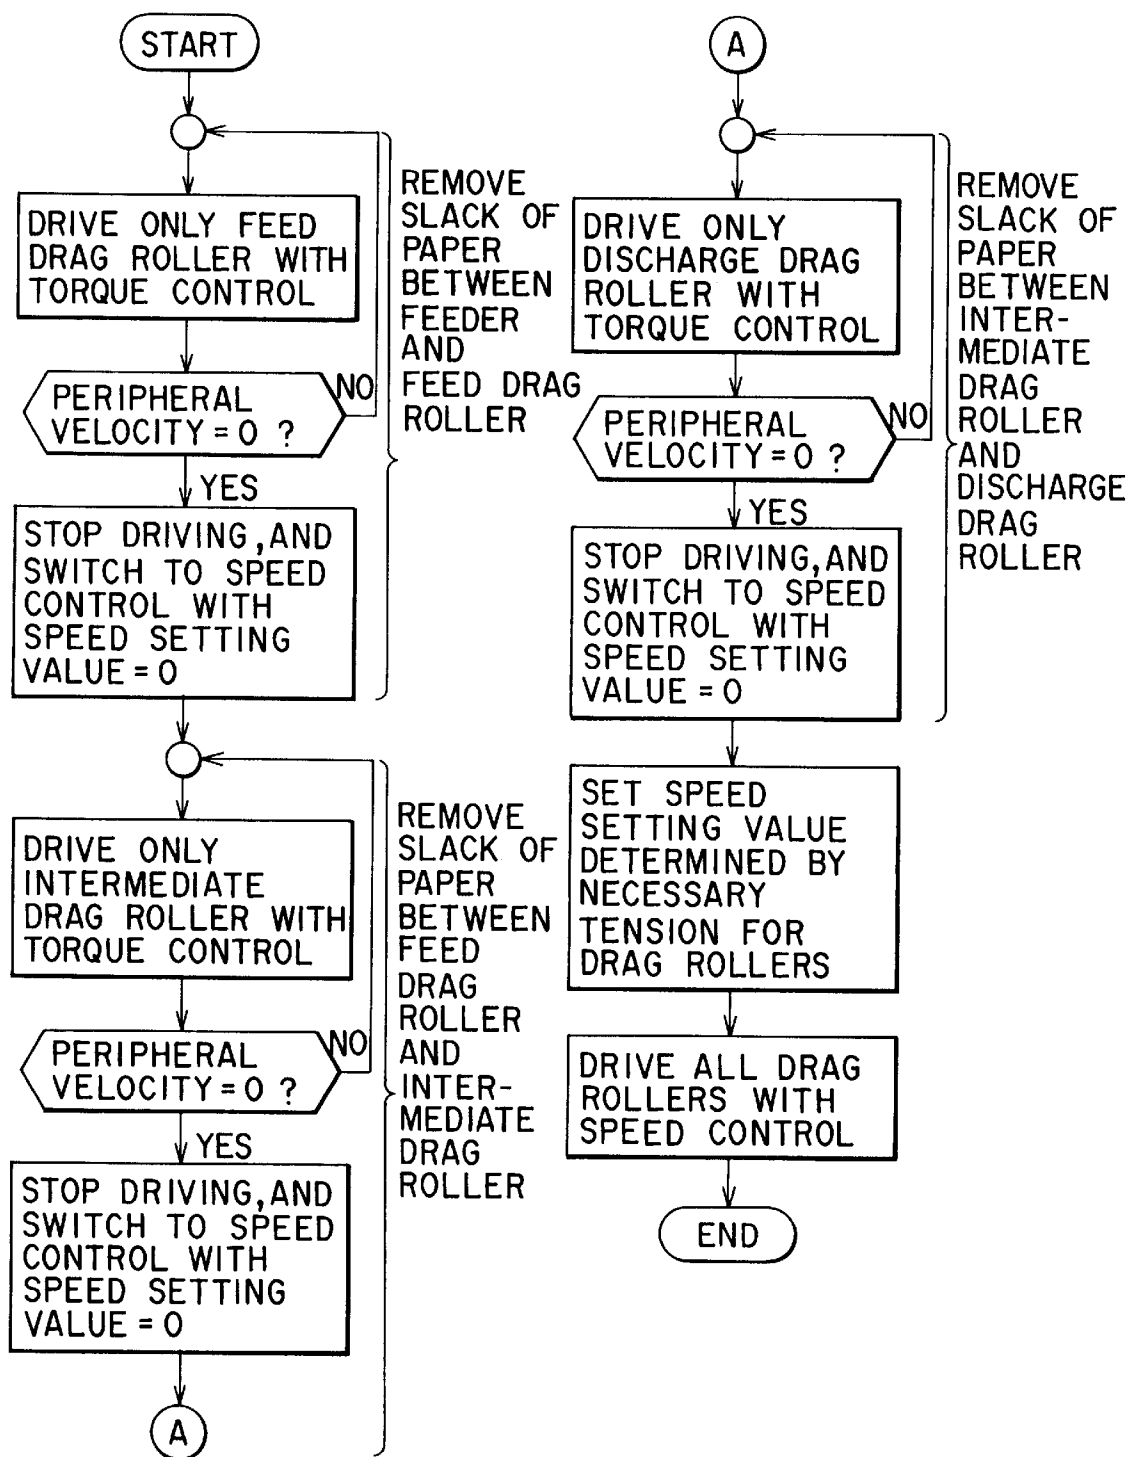 START
DRIVE ONLY FEED
DRAG ROLLER WITH
TORQUE CONTROL
PERIPHERAL
VELOCITY = 0 ?
NO
YES
STOP DRIVING, AND
SWITCH TO SPEED
CONTROL WITH
SPEED SETTING
VALUE = 0
REMOVE
SLACK OF
PAPER
BETWEEN
FEEDER
AND
FEED DRAG
ROLLER
DRIVE ONLY
INTERMEDIATE
DRAG ROLLER WITH
TORQUE CONTROL
PERIPHERAL
VELOCITY = 0 ?
NO
YES
STOP DRIVING, AND
SWITCH TO SPEED
CONTROL WITH
SPEED SETTING
VALUE = 0
A
REMOVE
SLACK OF
PAPER
BETWEEN
FEED
DRAG
ROLLER
AND
INTER-
MEDIATE
DRAG
ROLLER
A
DRIVE ONLY
DISCHARGE DRAG
ROLLER WITH
TORQUE CONTROL
PERIPHERAL
VELOCITY = 0 ?
NO
YES
STOP DRIVING, AND
SWITCH TO SPEED
CONTROL WITH
SPEED SETTING
VALUE = 0
REMOVE
SLACK OF
PAPER
BETWEEN
INTER-
MEDIATE
DRAG
ROLLER
AND
DISCHARGE
DRAG
ROLLER
SET SPEED
SETTING VALUE
DETERMINED BY
NECESSARY
TENSION FOR
DRAG ROLLERS
DRIVE ALL DRAG
ROLLERS WITH
SPEED CONTROL
END